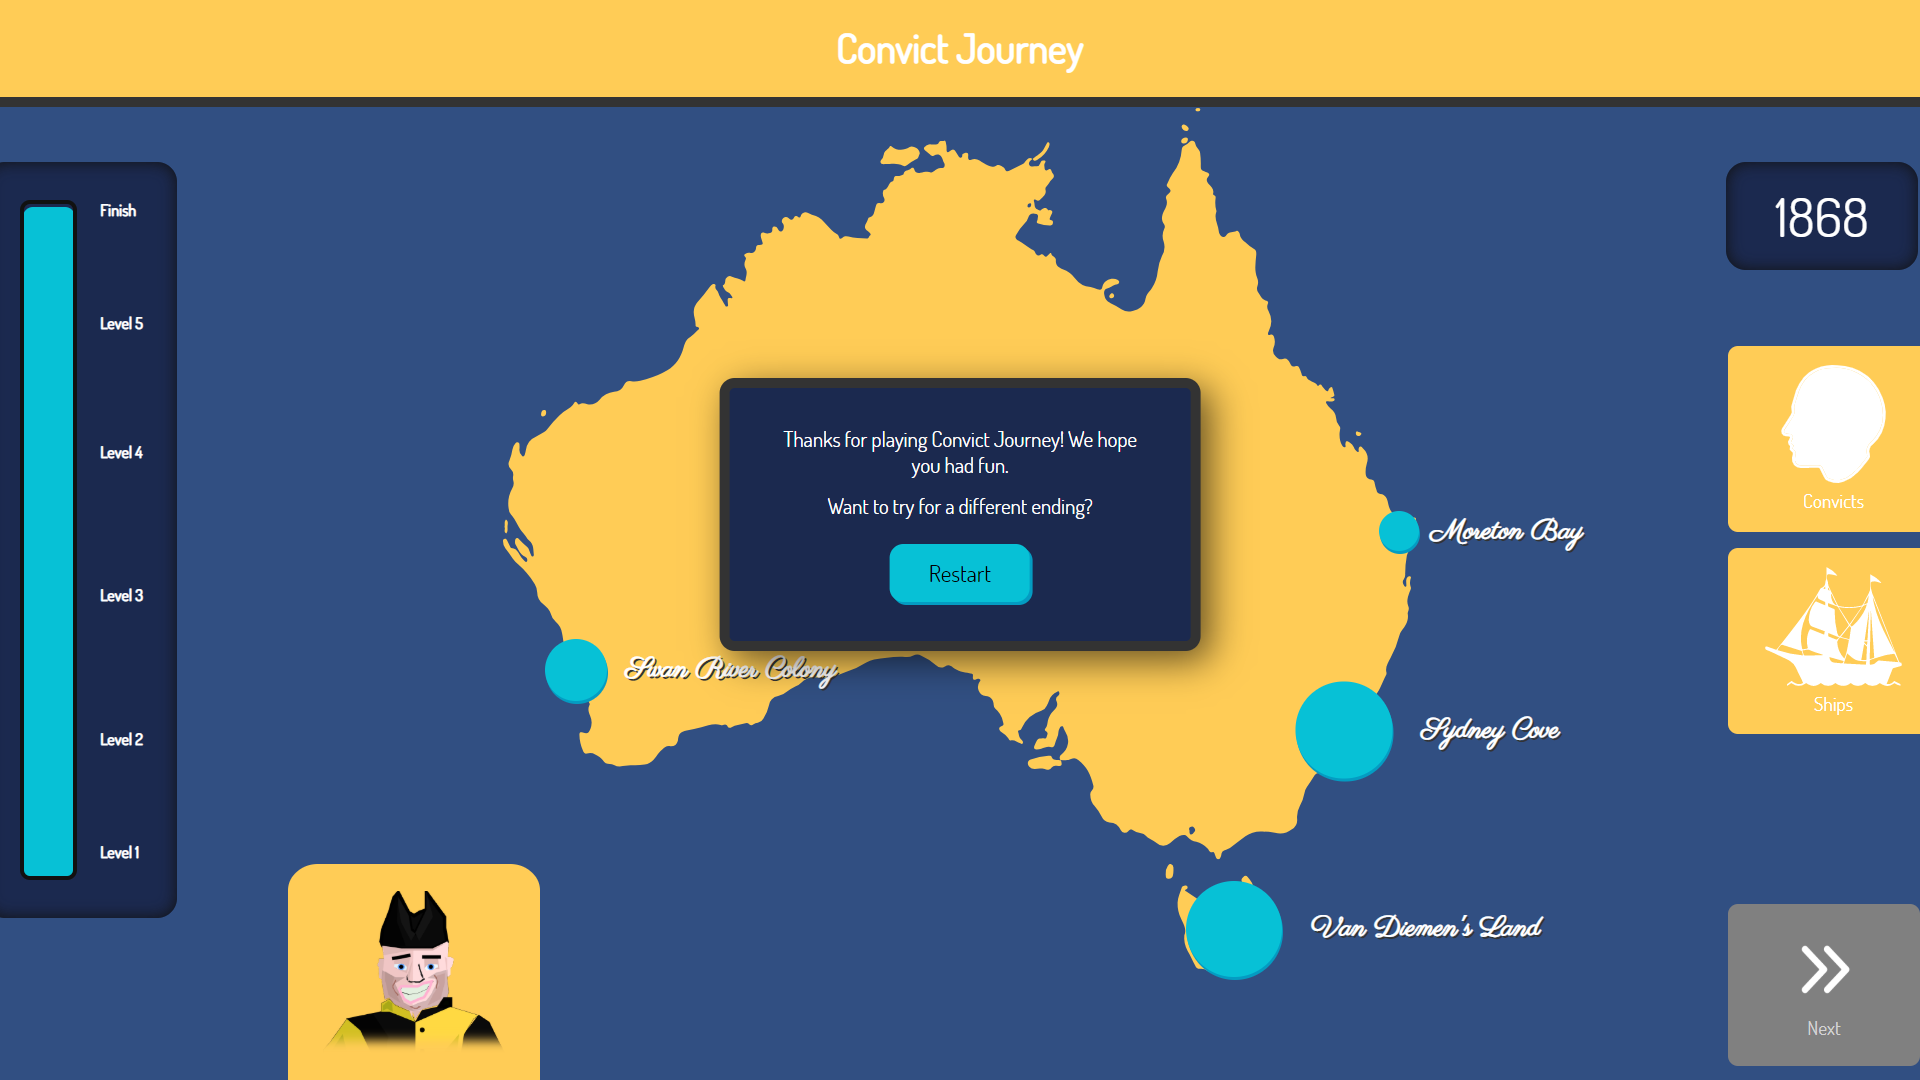 Convict Journey
Finish
Level 5
Level 4
Level 3
Level 2
Level 1
1868
Convicts
Ships
Next
Thanks for playing Convict Journey! We hope
you had fun.
Want to try for a different ending?
Restart
Moreton Bay
Swan River Colony
Sydney Cove
Van Diemen's Land